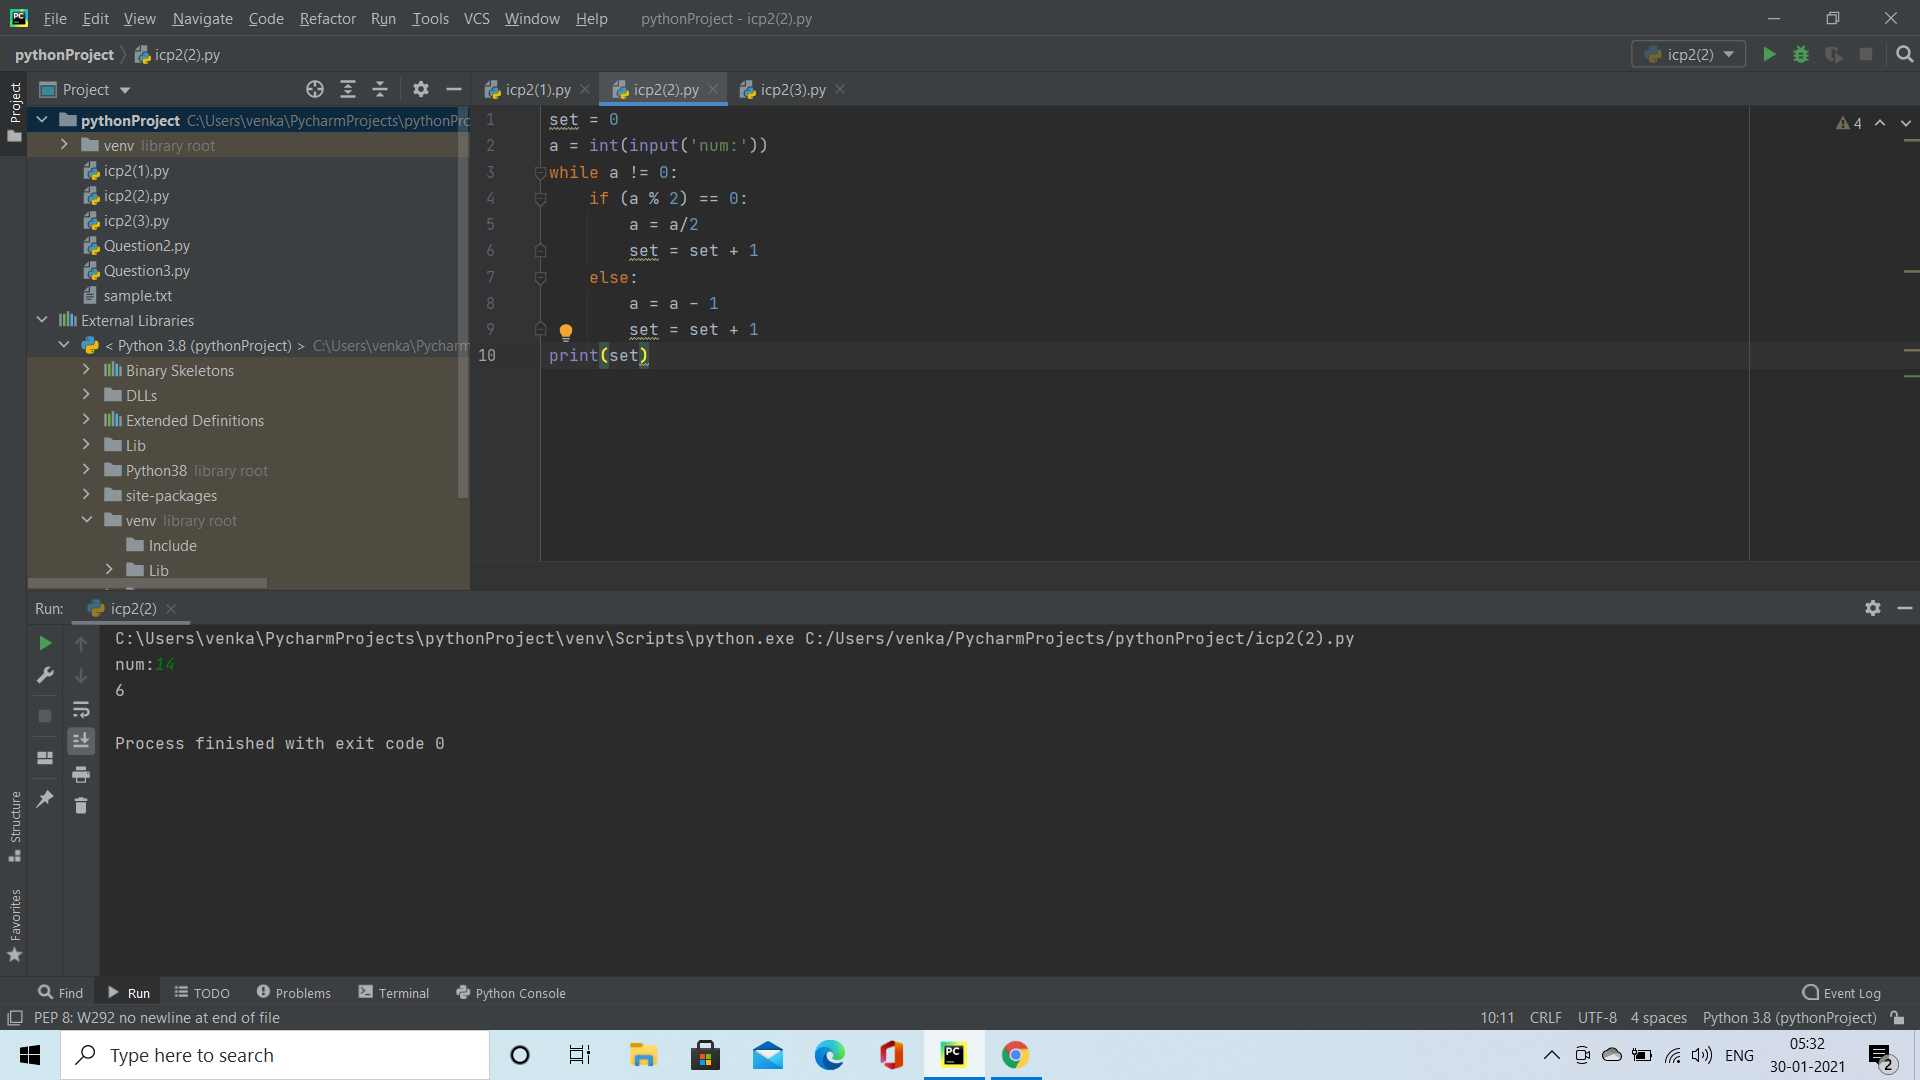 File Edit View Navigate Code Refactor Run Tools VCS Window Help pythonProject - icp2(2).py
pythonProject icp2(2).py icp2(2)
Project icp2(1).py icp2(2).py icp2(3).py
Project
pythonProject C:\Users\venka\PycharmProjects\pythonPro
venv library root
icp2(1).py
icp2(2).py
icp2(3).py
Question2.py
Question3.py
sample.txt
External Libraries
< Python 3.8 (pythonProject) > C:\Users\venka\Pycharm
Binary Skeletons
DLLs
Extended Definitions
Lib
Python38 library root
site-packages
venv library root
Include
Lib
4
1 set = 0
2 a = int(input('num:'))
3 while a != 0:
4 if (a % 2) == 0:
5 a = a/2
6 set = set + 1
7 else:
8 a = a - 1
9 set = set + 1
10 print(set)
Run: icp2(2)
C:\Users\venka\PycharmProjects\pythonProject\venv\Scripts\python.exe C:/Users/venka/PycharmProjects/pythonProject/icp2(2).py
num:14
6
Process finished with exit code 0
Structure
Favorites
Find Run TODO Problems Terminal Python Console Event Log
PEP 8: W292 no newline at end of file 10:11 CRLF UTF-8 4 spaces Python 3.8 (pythonProject)
Type here to search PC ENG 05:32
30-01-2021 2